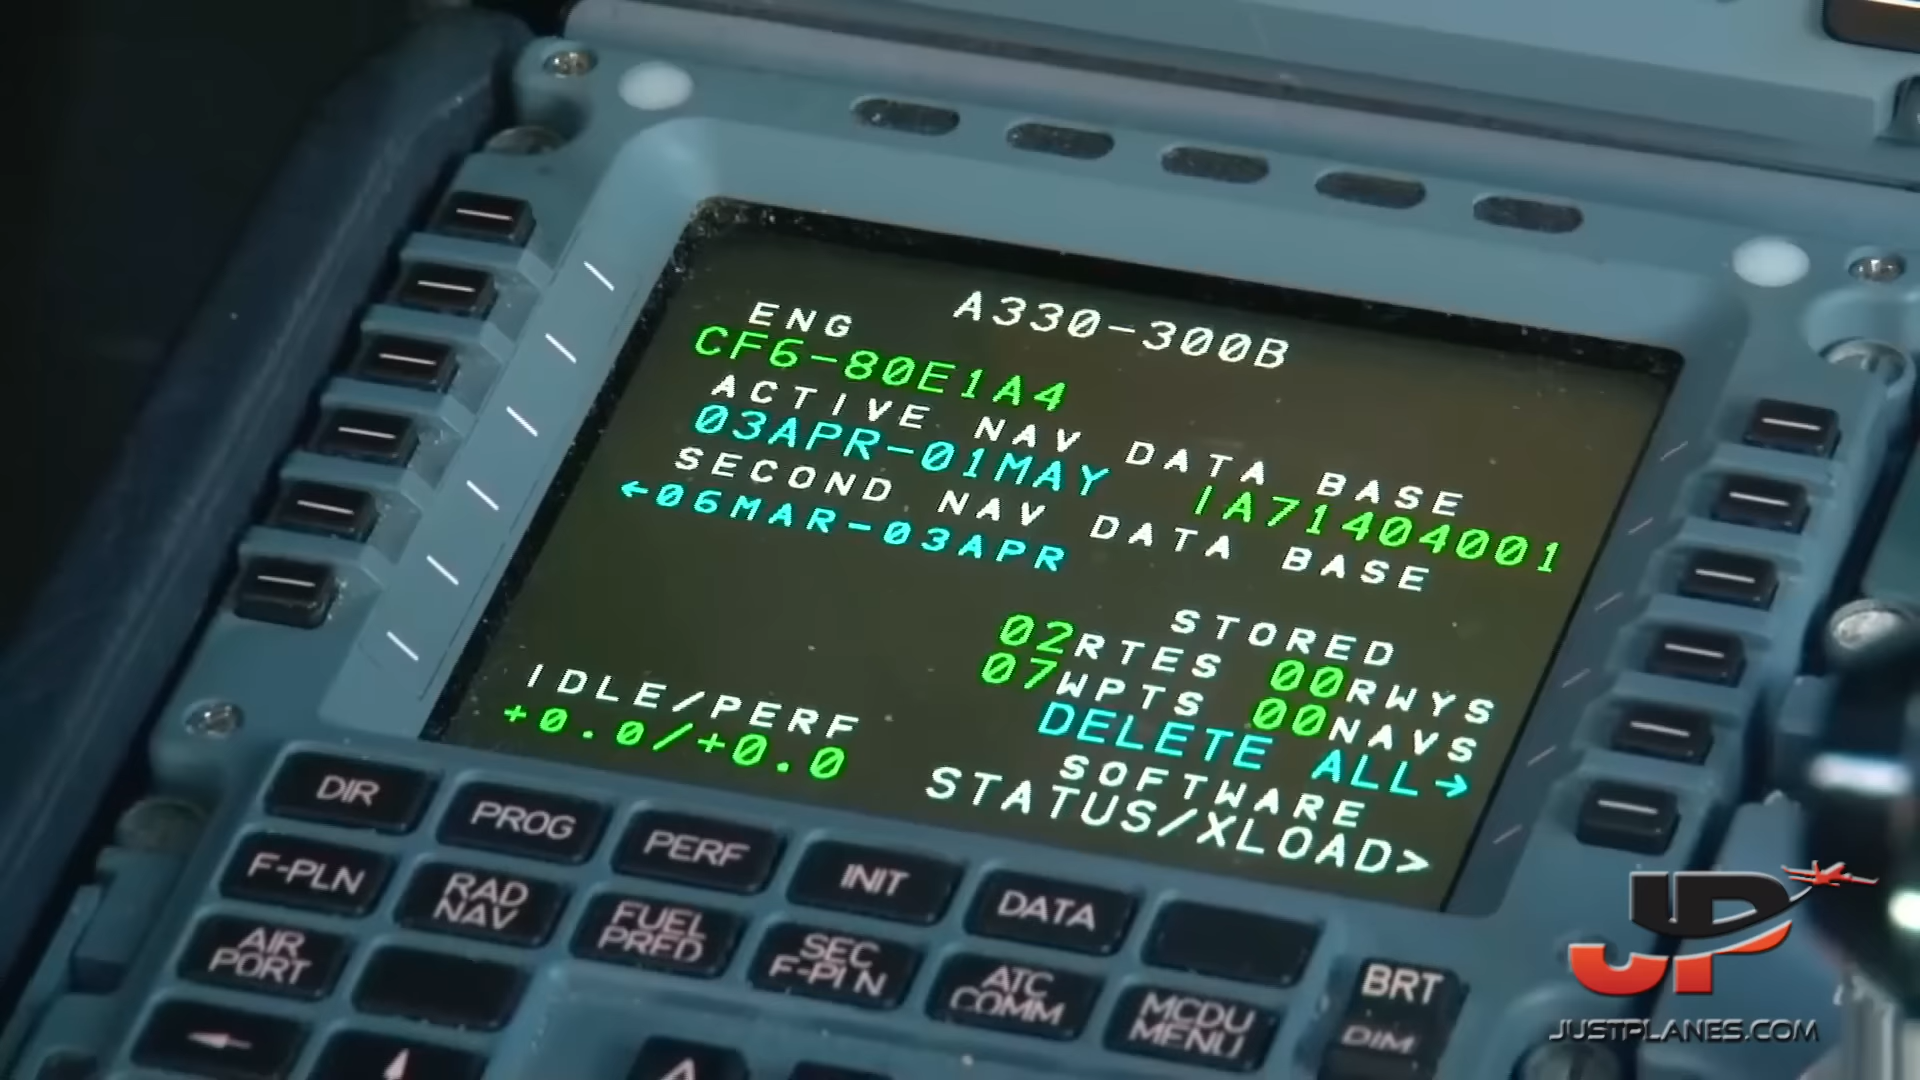 A330-300B
ENG
CF6-80E1A4
ACTIVE NAV DATA BASE
03APR-01MAY IA71404001
SECOND NAV DATA BASE
←06MAR-03APR
STORED
02RTES 00RWYS
07WPTS 00NAVS
DELETE ALL→
IDLE/PERF SOFTWARE
+0.0/+0.0 STATUS/XLOAD>
DIR PROG PERF INIT DATA
F-PLN RAD NAV FUEL PRED SEC F-PLN ATC COMM MCDU MENU
AIR PORT
BRT
DIM
JP
JUSTPLANES.COM